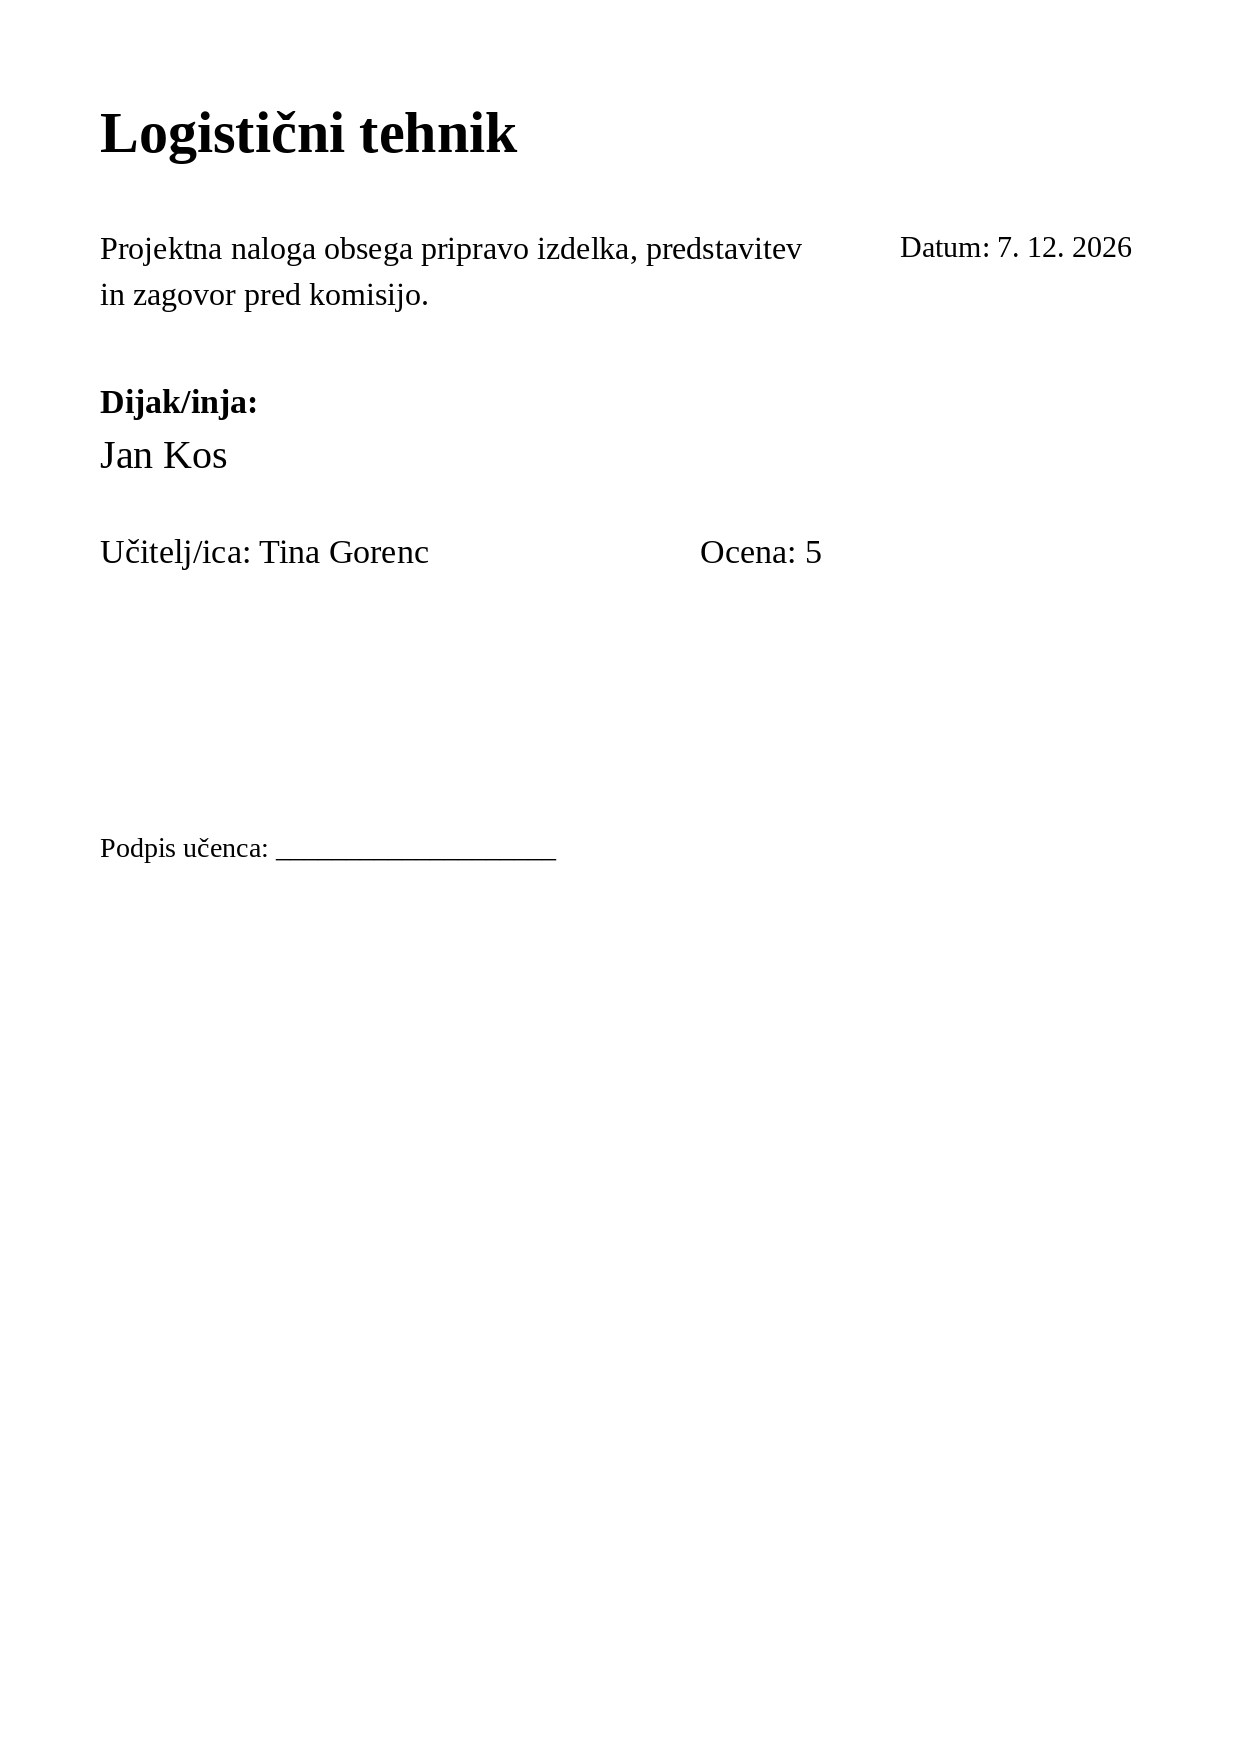 Logistični tehnik
Projektna naloga obsega pripravo izdelka, predstavitev
in zagovor pred komisijo.
Datum: 7. 12. 2026
Dijak/inja:
Jan Kos
Učitelj/ica: Tina Gorenc
Ocena: 5
Podpis učenca: ____________________